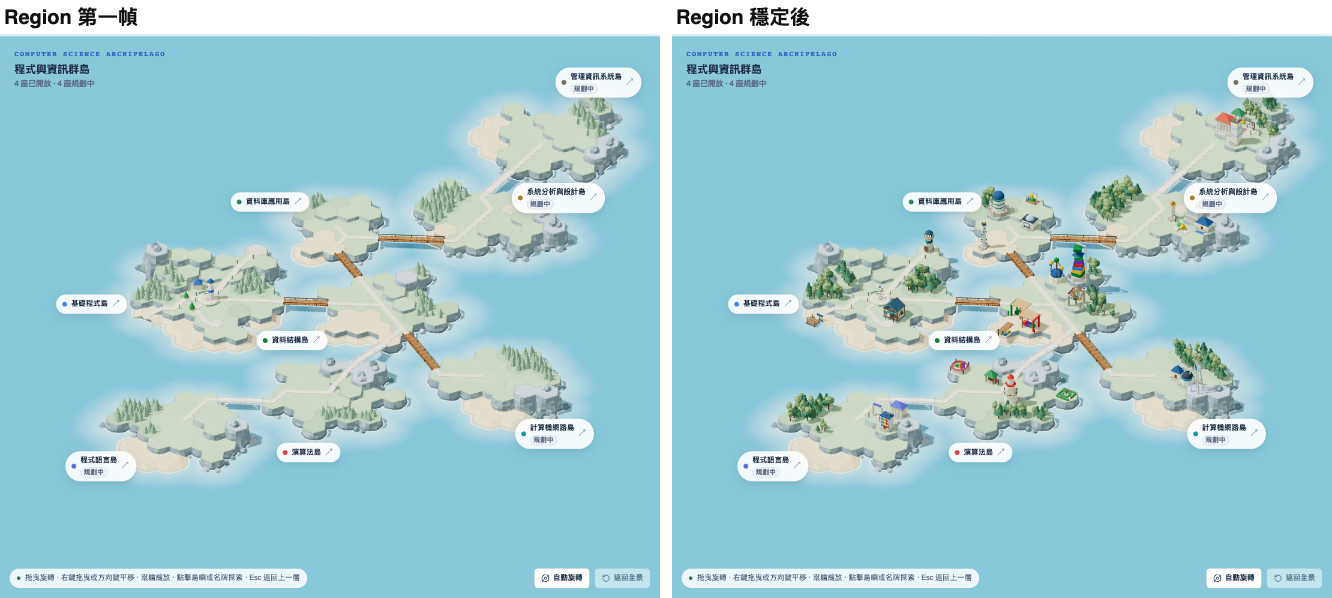 Region 第一幀
COMPUTER SCIENCE ARCHIPELAGO
程式與資訊群島
4 座已開放 · 4 座規劃中
管理資訊系統島
規劃中
系統分析與設計島
規劃中
資料庫應用島
基礎程式島
資料結構島
計算機網路島
規劃中
演算法島
程式語言島
規劃中
拖曳旋轉 · 右鍵拖曳或方向鍵平移 · 滾輪縮放 · 點擊島嶼或名牌探索 · Esc 返回上一層
自動旋轉
返回全景
Region 穩定後
COMPUTER SCIENCE ARCHIPELAGO
程式與資訊群島
4 座已開放 · 4 座規劃中
管理資訊系統島
規劃中
系統分析與設計島
規劃中
資料庫應用島
基礎程式島
資料結構島
計算機網路島
規劃中
演算法島
程式語言島
規劃中
拖曳旋轉 · 右鍵拖曳或方向鍵平移 · 滾輪縮放 · 點擊島嶼或名牌探索 · Esc 返回上一層
自動旋轉
返回全景